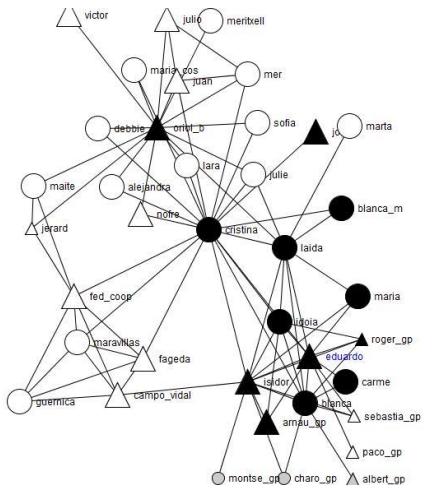 victor
julio
meritxell
maria_cos
juan
mer
debbie
oriol_b
sofia
marta
lara
julie
maite
alejandra
nofre
blanca_m
jerard
cristina
laida
fed_coop
maria
idoia
roger_gp
maravillas
eduardo
fageda
isidor
carme
guernica
campo_vidal
blanca
sebastia_gp
arnau_gp
paco_gp
montse_gp
charo_gp
albert_gp